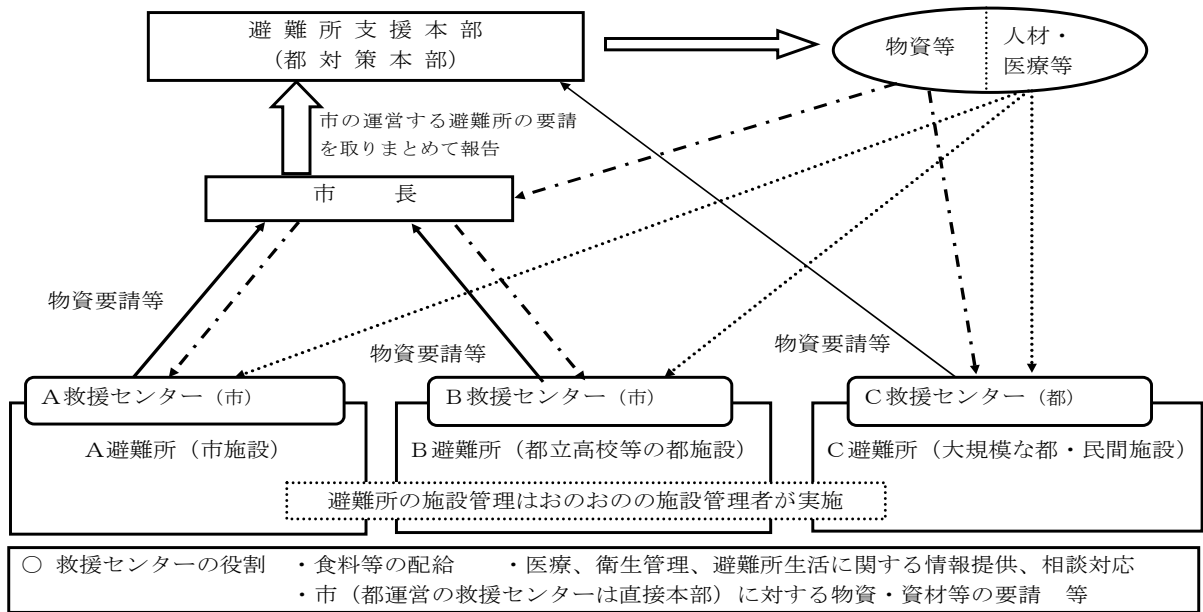 避 難 所 支 援 本 部
（都 対 策 本 部）
物資等
人材・
医療等
市の運営する避難所の要請
を取りまとめて報告
市　　長
物資要請等
物資要請等
物資要請等
Ａ救援センター（市）
Ｂ救援センター（市）
Ｃ救援センター（都）
Ａ避難所（市施設）
Ｂ避難所（都立高校等の都施設）
Ｃ避難所（大規模な都・民間施設）
避難所の施設管理はおのおのの施設管理者が実施
○ 救援センターの役割　・食料等の配給　　・医療、衛生管理、避難所生活に関する情報提供、相談対応
・市（都運営の救援センターは直接本部）に対する物資・資材等の要請　等